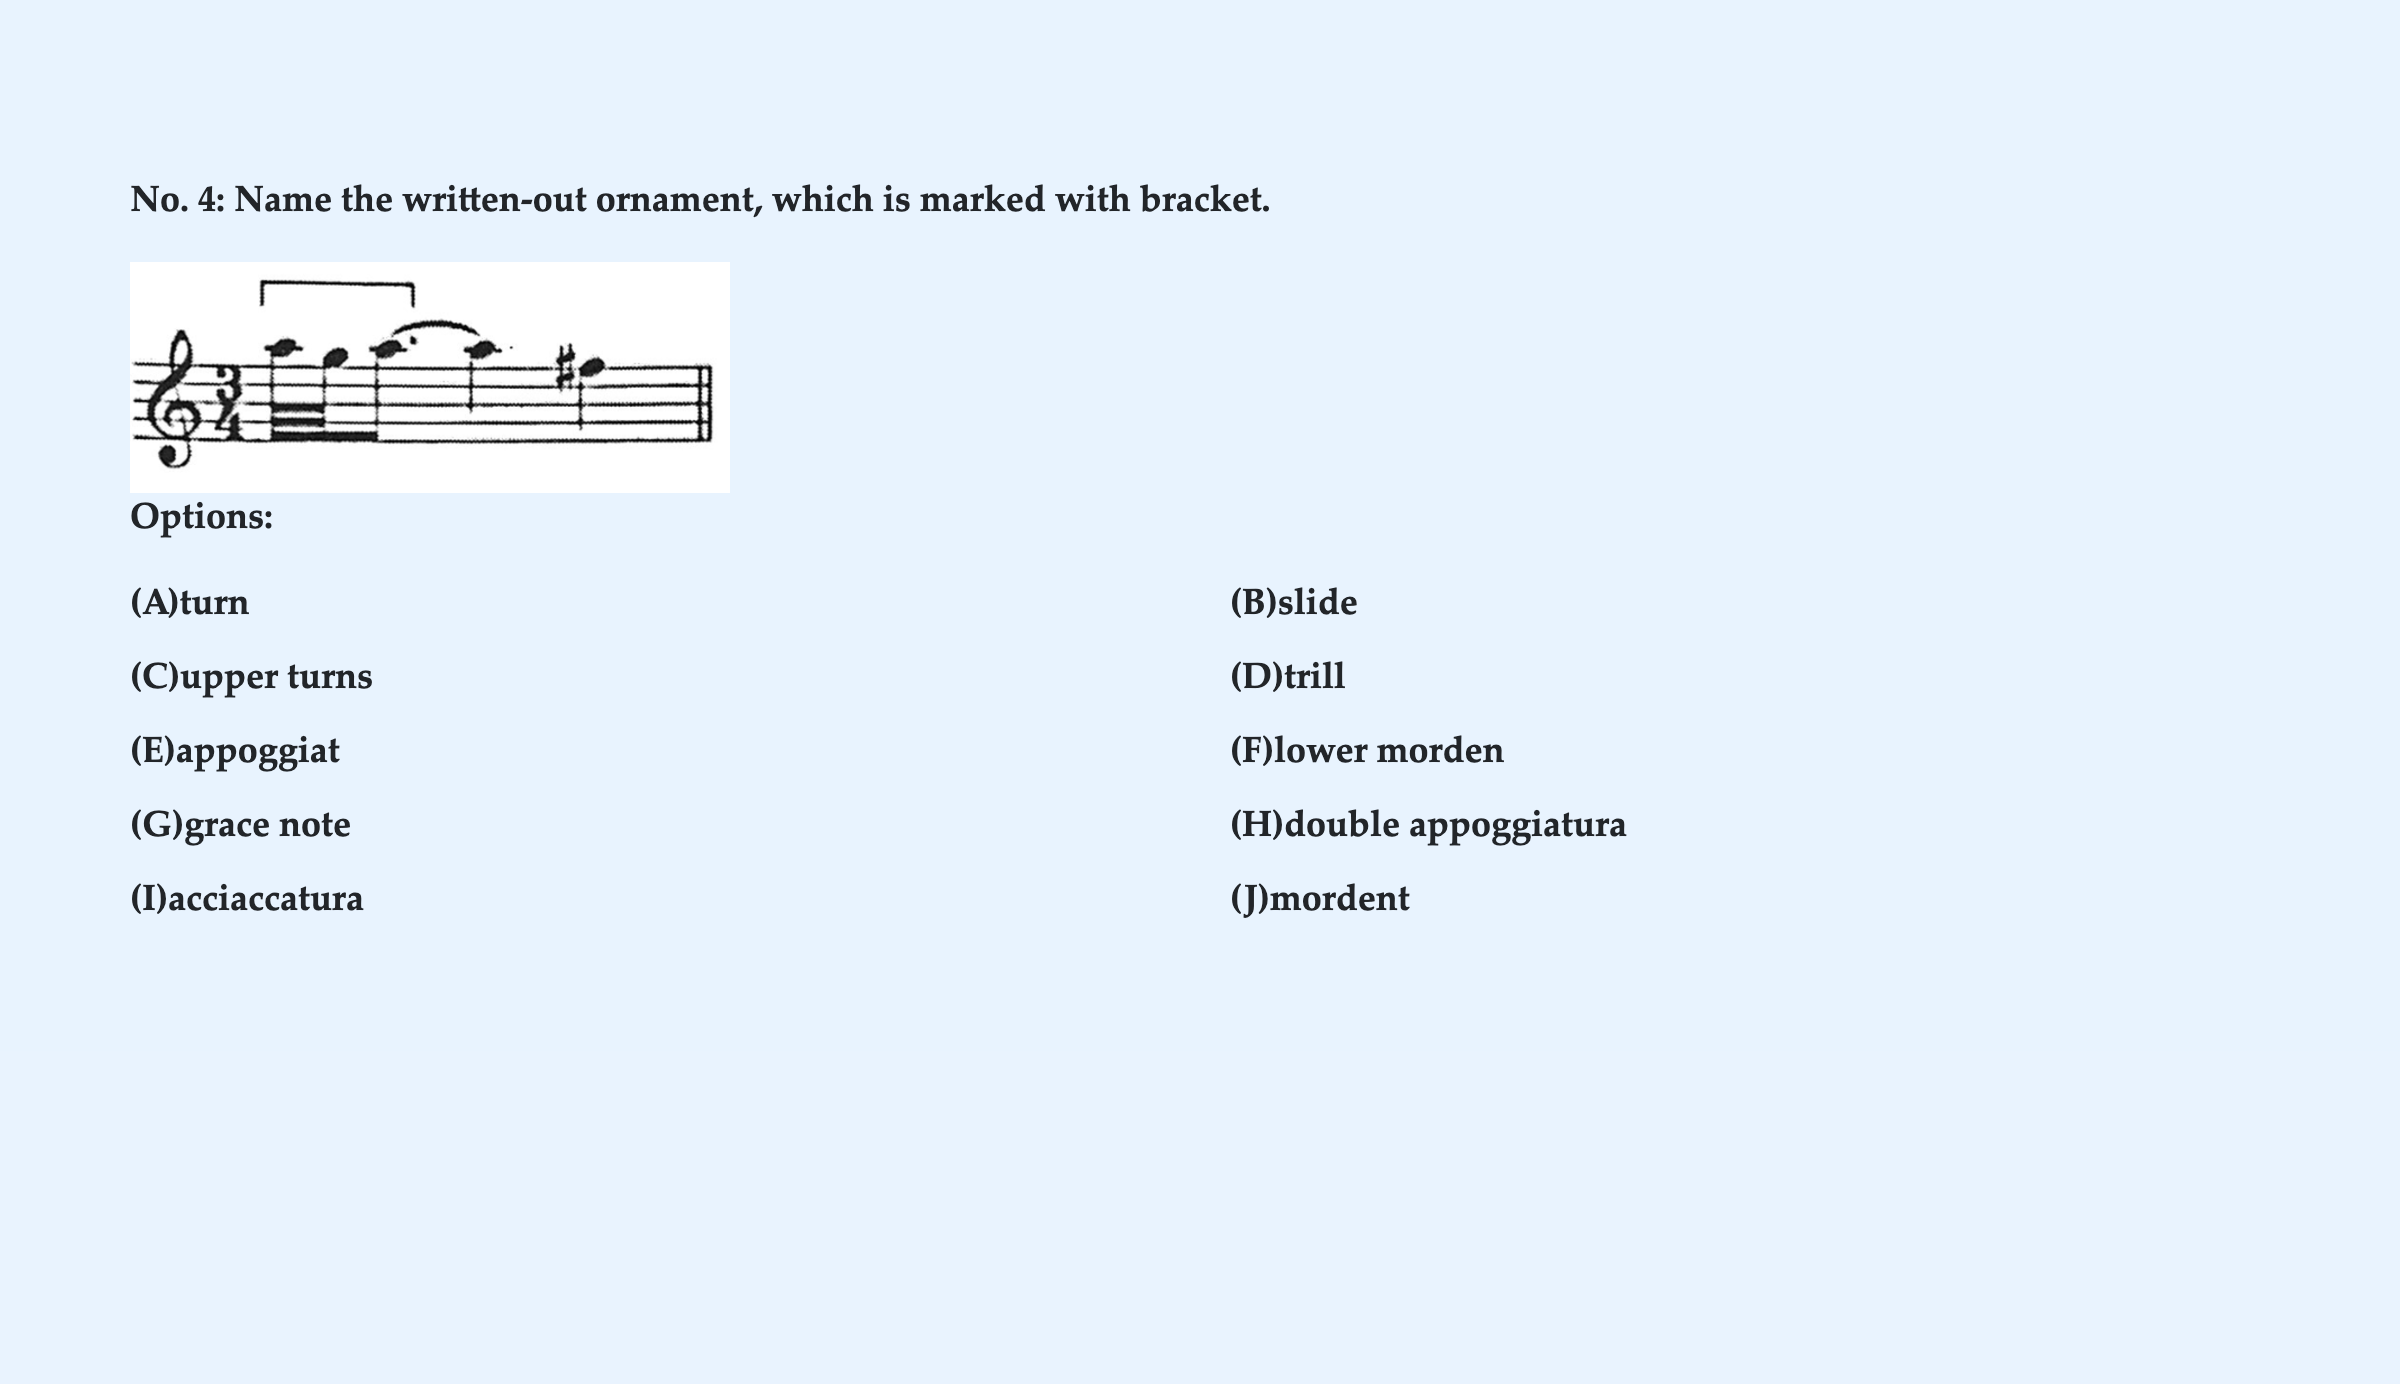 No. 4: Name the written-out ornament, which is marked with bracket.
3
4
Options:
(A)turn
(B)slide
(C)upper turns
(D)trill
(E)appoggiat
(F)lower morden
(G)grace note
(H)double appoggiatura
(I)acciaccatura
(J)mordent